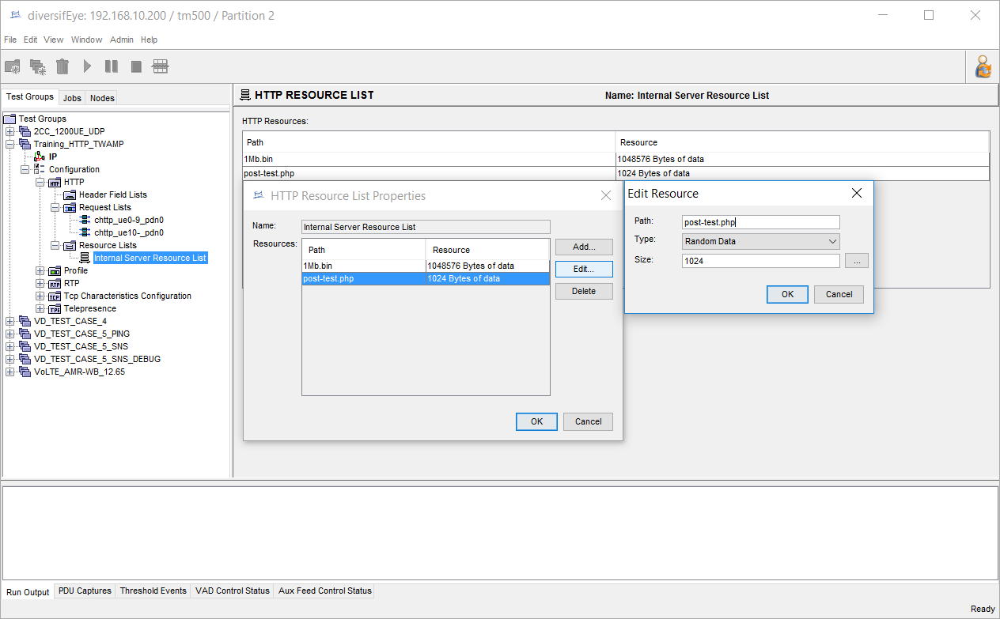 diversifEye: 192.168.10.200 / tm500 / Partition 2
File Edit View Window Admin Help
Test Groups Jobs Nodes
Test Groups
2CC_1200UE_UDP
Training_HTTP_TWAMP
IP
Configuration
HTTP
Header Field Lists
Request Lists
chttp_ue0-9_pdn0
chttp_ue10-_pdn0
Resource Lists
Internal Server Resource List
Profile
RTP RTP
TCP Tcp Characteristics Configuration
TPE Telepresence
VD_TEST_CASE_4
VD_TEST_CASE_5_PING
VD_TEST_CASE_5_SNS
VD_TEST_CASE_5_SNS_DEBUG
VoLTE_AMR-WB_12.65
HTTP RESOURCE LIST Name: Internal Server Resource List
HTTP Resources:
Path Resource
1Mb.bin 1048576 Bytes of data
post-test.php 1024 Bytes of data
HTTP Resource List Properties
Name: Internal Server Resource List
Resources: Path Resource Add...
1Mb.bin 1048576 Bytes of data Edit...
post-test.php 1024 Bytes of data
Delete
OK Cancel
Edit Resource
Path: post-test.php
Type: Random Data
Size: 1024 ...
OK Cancel
Run Output PDU Captures Threshold Events VAD Control Status Aux Feed Control Status
Ready